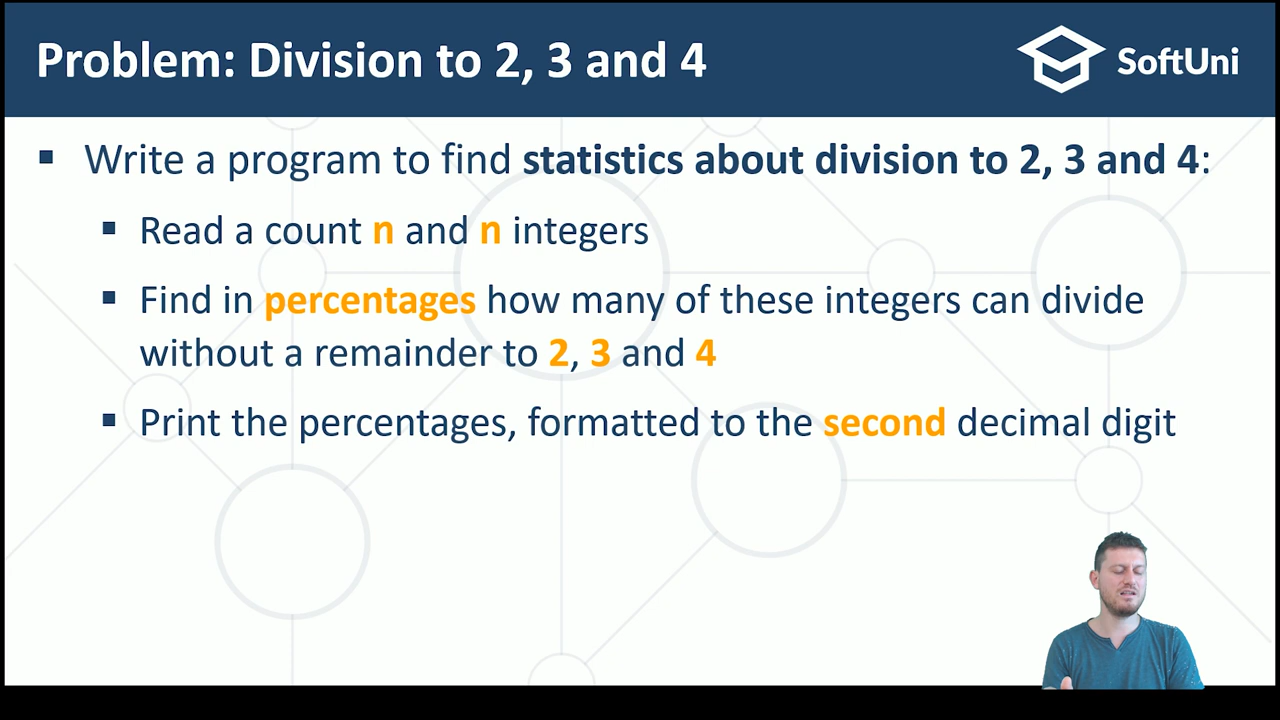 Problem: Division to 2, 3 and 4
SoftUni
▪ Write a program to find statistics about division to 2, 3 and 4:
▪ Read a count n and n integers
▪ Find in percentages how many of these integers can divide
without a remainder to 2, 3 and 4
▪ Print the percentages, formatted to the second decimal digit